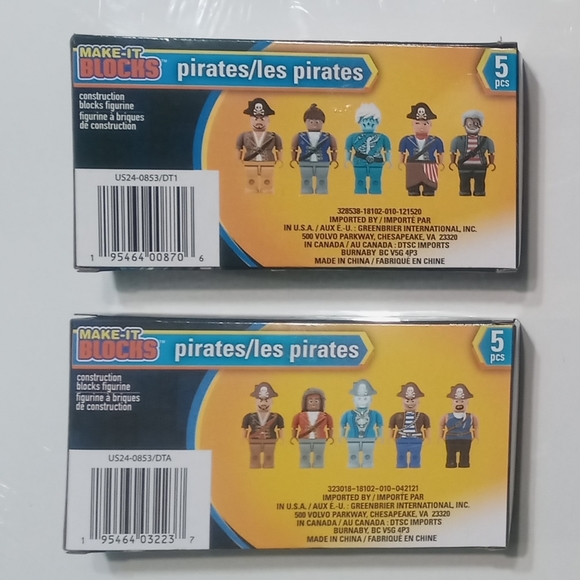 MAKE-IT
BLOCKS™
pirates/les pirates
5
pcs
construction
blocks figurine
figurine à briques
de construction
US24-0853/DT1
1 95464 00870 6
328538-18102-010-121520
IMPORTED BY / IMPORTÉ PAR
IN U.S.A. / AUX É.-U. : GREENBRIER INTERNATIONAL, INC.
500 VOLVO PARKWAY, CHESAPEAKE, VA 23320
IN CANADA / AU CANADA : DTSC IMPORTS
BURNABY BC V5G 4P3
MADE IN CHINA / FABRIQUÉ EN CHINE
MAKE-IT
BLOCKS™
pirates/les pirates
5
pcs
construction
blocks figurine
figurine à briques
de construction
US24-0853/DTA
1 95464 03223 7
323018-18102-010-042121
IMPORTED BY / IMPORTÉ PAR
IN U.S.A. / AUX É.-U. : GREENBRIER INTERNATIONAL, INC.
500 VOLVO PARKWAY, CHESAPEAKE, VA 23320
IN CANADA / AU CANADA : DTSC IMPORTS
BURNABY, BC V5G 4P3
MADE IN CHINA / FABRIQUÉ EN CHINE